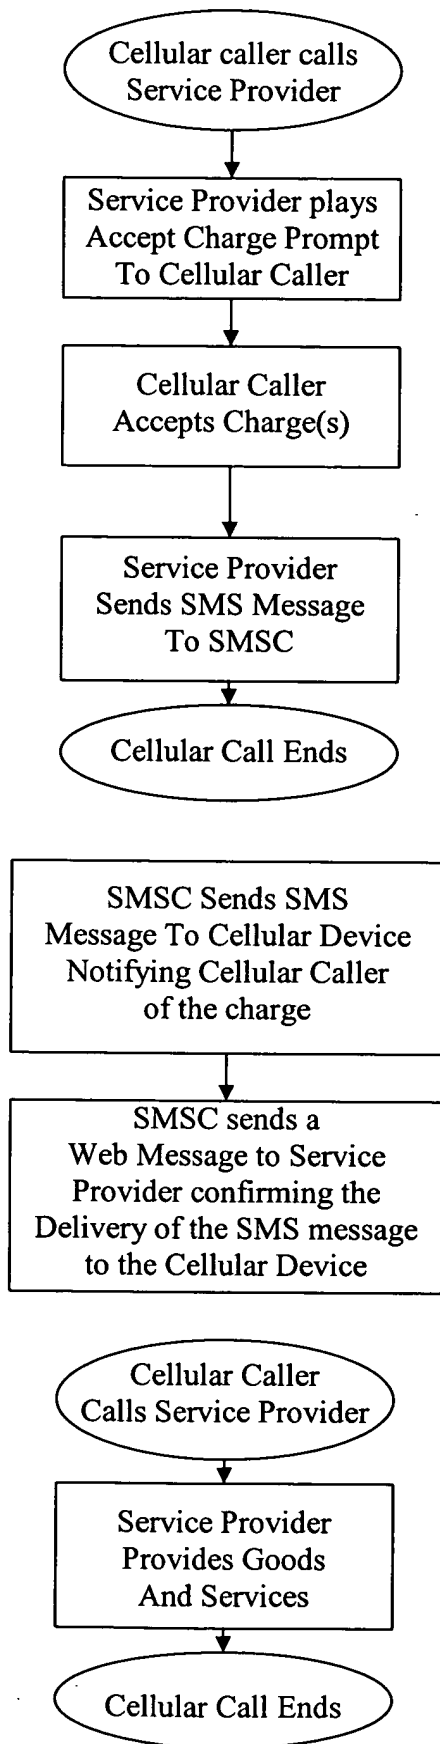 Cellular caller calls
Service Provider
Service Provider plays
Accept Charge Prompt
To Cellular Caller
Cellular Caller
Accepts Charge(s)
Service Provider
Sends SMS Message
To SMSC
Cellular Call Ends
SMSC Sends SMS
Message To Cellular Device
Notifying Cellular Caller
of the charge
SMSC sends a
Web Message to Service
Provider confirming the
Delivery of the SMS message
to the Cellular Device
Cellular Caller
Calls Service Provider
Service Provider
Provides Goods
And Services
Cellular Call Ends